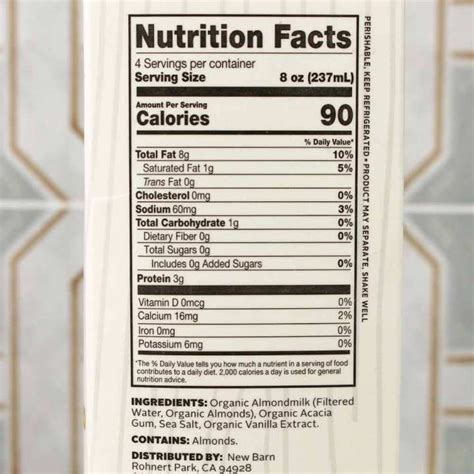 Nutrition Facts
4 Servings per container
Serving Size 8 oz (237mL)
Amount Per Serving
Calories 90
% Daily Value*
Total Fat 8g 10%
Saturated Fat 1g 5%
Trans Fat 0g
Cholesterol 0mg 0%
Sodium 60mg 3%
Total Carbohydrate 1g 0%
Dietary Fiber 0g 0%
Total Sugars 0g
Includes 0g Added Sugars 0%
Protein 3g
Vitamin D 0mcg 0%
Calcium 16mg 2%
Iron 0mg 0%
Potassium 6mg 0%
*The % Daily Value tells you how much a nutrient in a serving of food
contributes to a daily diet. 2,000 calories a day is used for general
nutrition advice.
INGREDIENTS: Organic Almondmilk (Filtered
Water, Organic Almonds), Organic Acacia
Gum, Sea Salt, Organic Vanilla Extract.
CONTAINS: Almonds.
DISTRIBUTED BY: New Barn
Rohnert Park, CA 94928
PERISHABLE, KEEP REFRIGERATED • PRODUCT MAY SEPARATE, SHAKE WELL